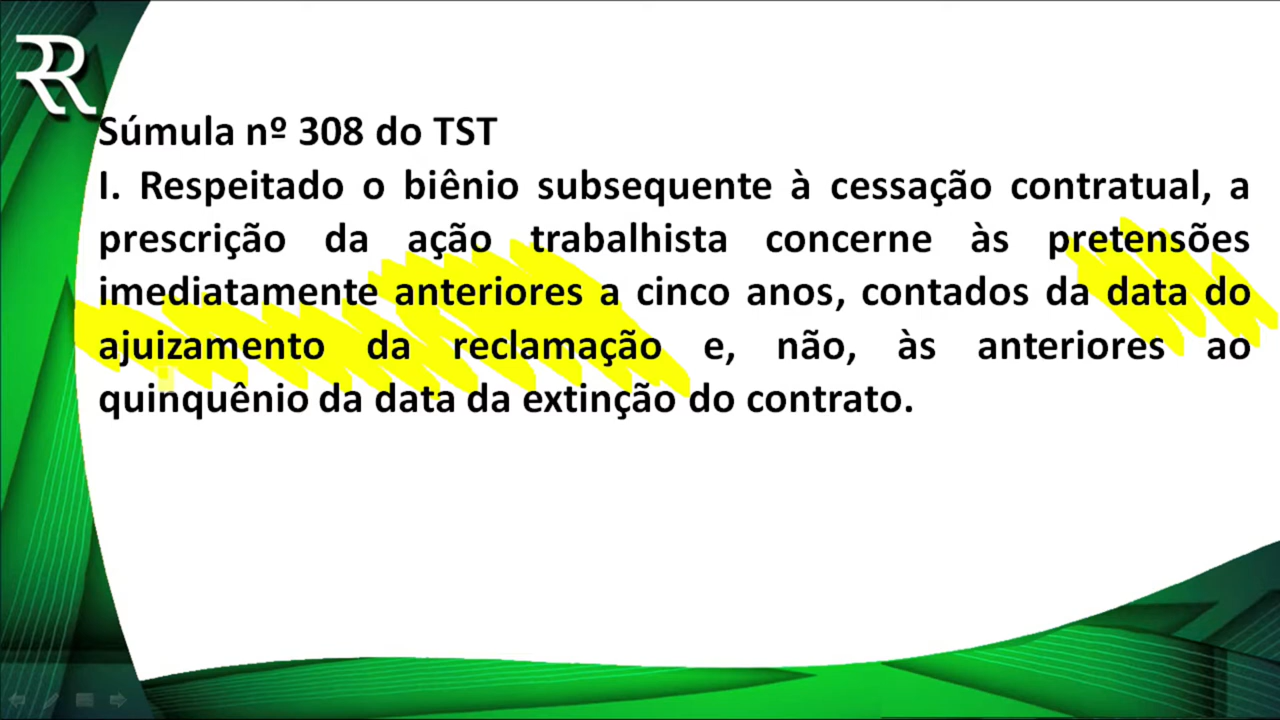 Súmula nº 308 do TST
I. Respeitado o biênio subsequente à cessação contratual, a
prescrição da ação trabalhista concerne às pretensões
imediatamente anteriores a cinco anos, contados da data do
ajuizamento da reclamação e, não, às anteriores ao
quinquênio da data da extinção do contrato.